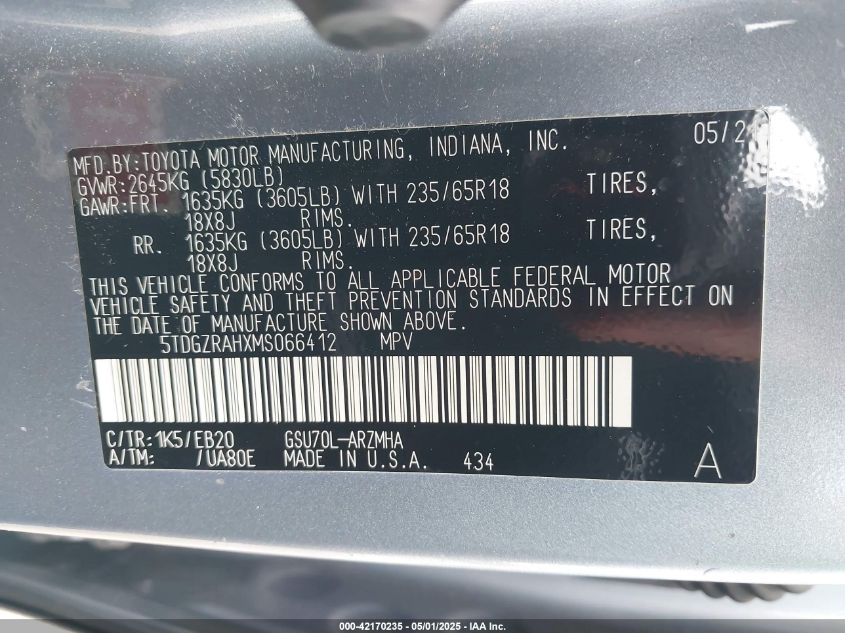 MFD.BY:TOYOTA MOTOR MANUFACTURING, INDIANA, INC. 05/2
GVWR:2645KG (5830LB)
GAWR:FRT. 1635KG (3605LB) WITH 235/65R18 TIRES,
18X8J RIMS.
RR. 1635KG (3605LB) WITH 235/65R18 TIRES,
18X8J RIMS.
THIS VEHICLE CONFORMS TO ALL APPLICABLE FEDERAL MOTOR
VEHICLE SAFETY AND THEFT PREVENTION STANDARDS IN EFFECT ON
THE DATE OF MANUFACTURE SHOWN ABOVE.
5TDGZRAHXMS066412 MPV
C/TR:1K5/EB20 GSU70L-ARZMHA
A/TM: /UA80E MADE IN U.S.A. 434 A
000-42170235 - 05/01/2025 - IAA Inc.